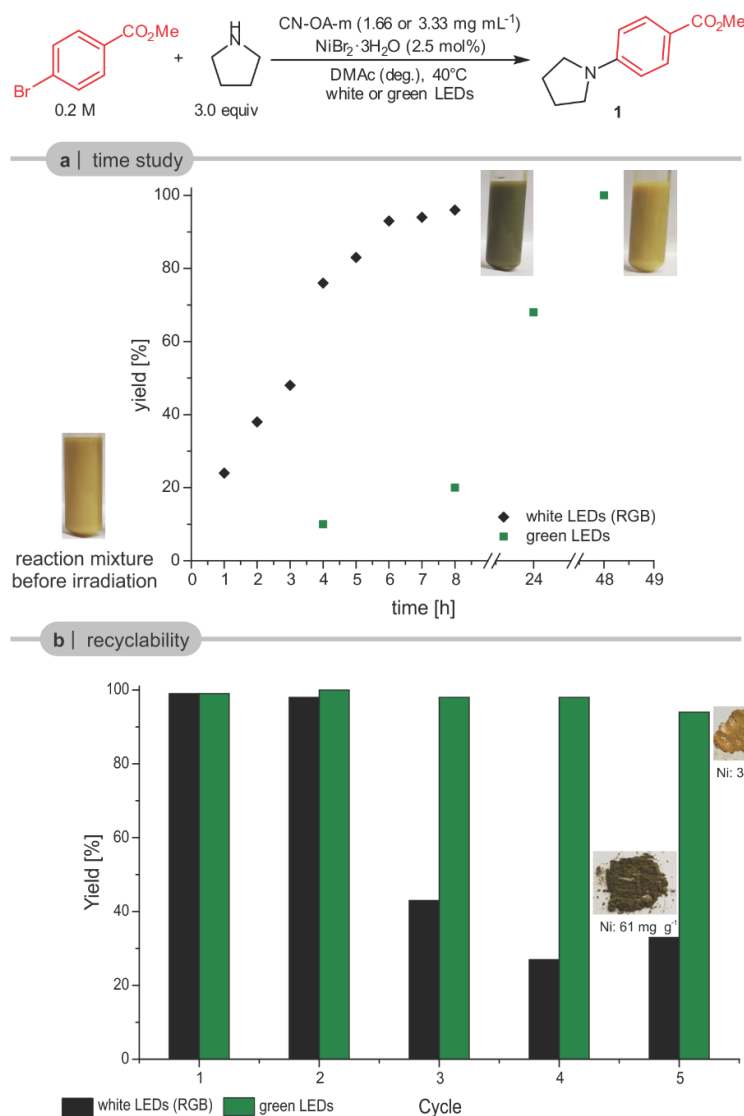 CO₂Me
Br
0.2 M
+
H
N
3.0 equiv
CN-OA-m (1.66 or 3.33 mg mL⁻¹)
NiBr₂·3H₂O (2.5 mol%)
DMAc (deg.), 40°C
white or green LEDs
CO₂Me
N
1
a | time study
100
80
60
40
20
0
yield [%]
reaction mixture
before irradiation
white LEDs (RGB)
green LEDs
0 1 2 3 4 5 6 7 8 24 48 49
time [h]
b | recyclability
100
80
60
40
20
0
Yield [%]
Ni: 3
Ni: 61 mg g⁻¹
1 2 3 4 5
white LEDs (RGB) green LEDs Cycle